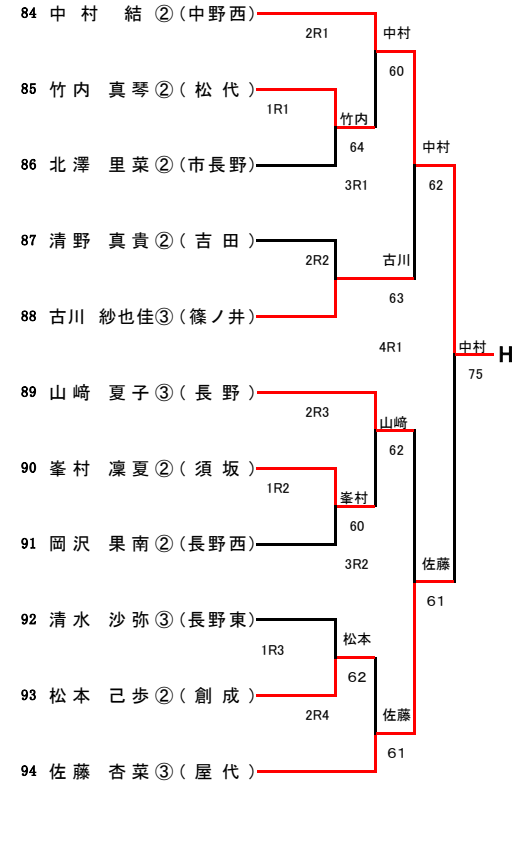 84 中 村 結 ② (中野西)
2R1 中村
60
85 竹 内 真 琴 ② ( 松 代 )
1R1 竹内
64 中村
86 北 澤 里 菜 ② (市長野)
3R1 62
87 清 野 真 貴 ② ( 吉 田 )
2R2 古川
63
88 古川 紗也佳 ③ (篠ノ井)
4R1 中村 H
75
89 山 﨑 夏 子 ③ ( 長 野 )
2R3 山﨑
62
90 峯 村 凜 夏 ② ( 須 坂 )
1R2 峯村
60
91 岡 沢 果 南 ② (長野西)
3R2 佐藤
61
92 清 水 沙 弥 ③ (長野東)
1R3 松本
62
93 松 本 己 歩 ② ( 創 成 )
2R4 佐藤
61
94 佐 藤 杏 菜 ③ ( 屋 代 )